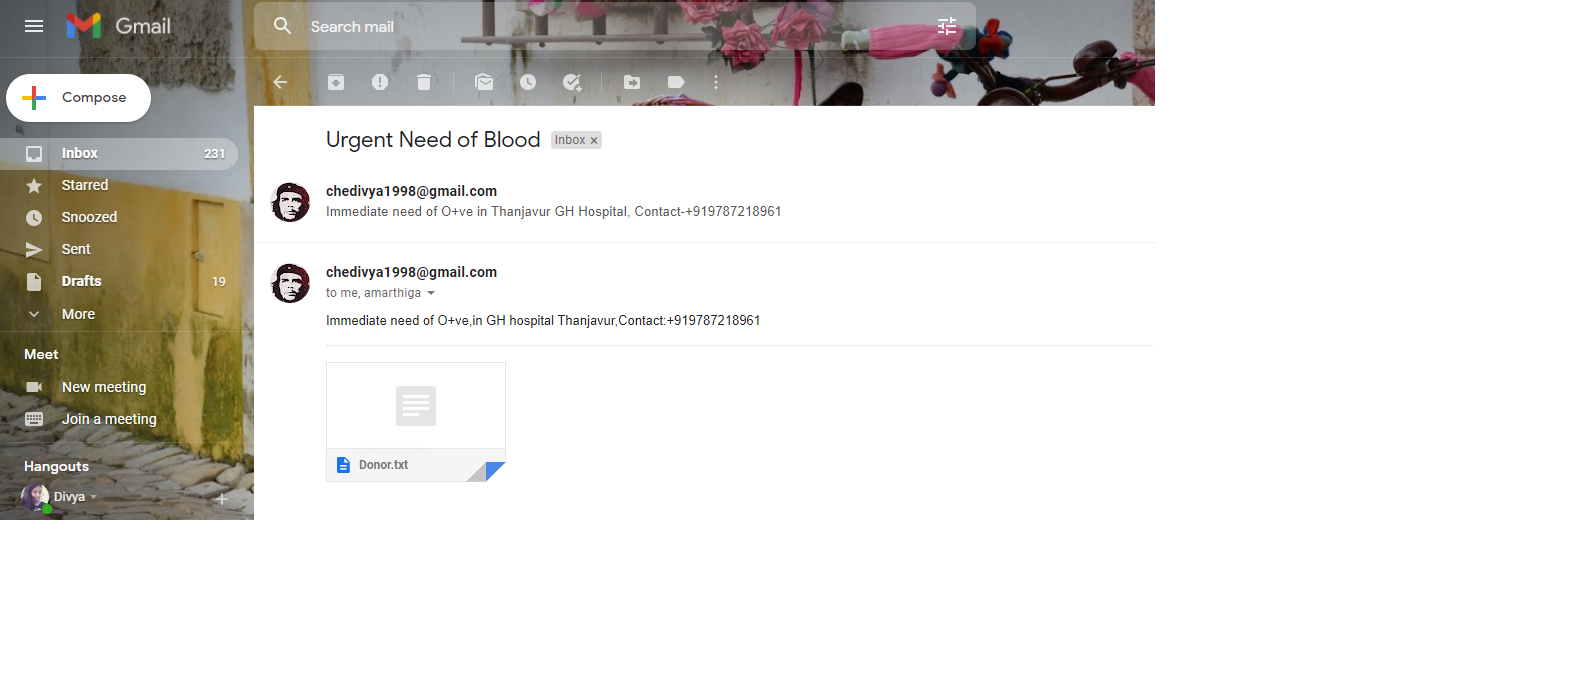 Gmail
Search mail
Compose
Inbox 231
Starred
Snoozed
Sent
Drafts 19
More
Meet
New meeting
Join a meeting
Hangouts
Divya
Urgent Need of Blood Inbox ×
chedivya1998@gmail.com
Immediate need of O+ve in Thanjavur GH Hospital, Contact-+919787218961
chedivya1998@gmail.com
to me, amarthiga
Immediate need of O+ve,in GH hospital Thanjavur,Contact:+919787218961
Donor.txt